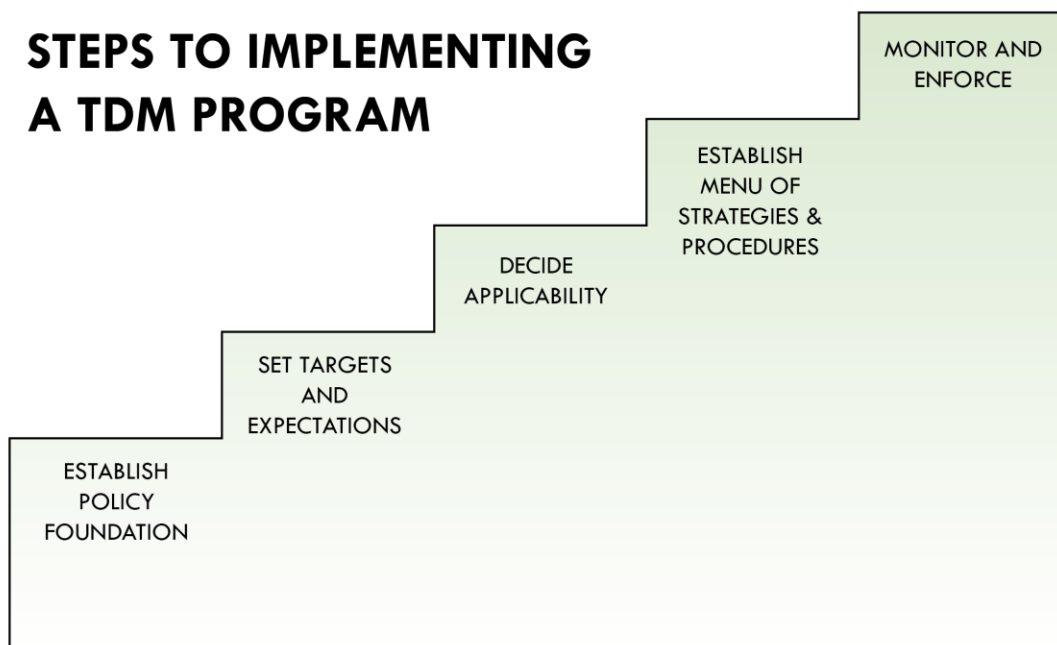 STEPS TO IMPLEMENTING
A TDM PROGRAM
MONITOR AND
ENFORCE
ESTABLISH
MENU OF
STRATEGIES &
PROCEDURES
DECIDE
APPLICABILITY
SET TARGETS
AND
EXPECTATIONS
ESTABLISH
POLICY
FOUNDATION